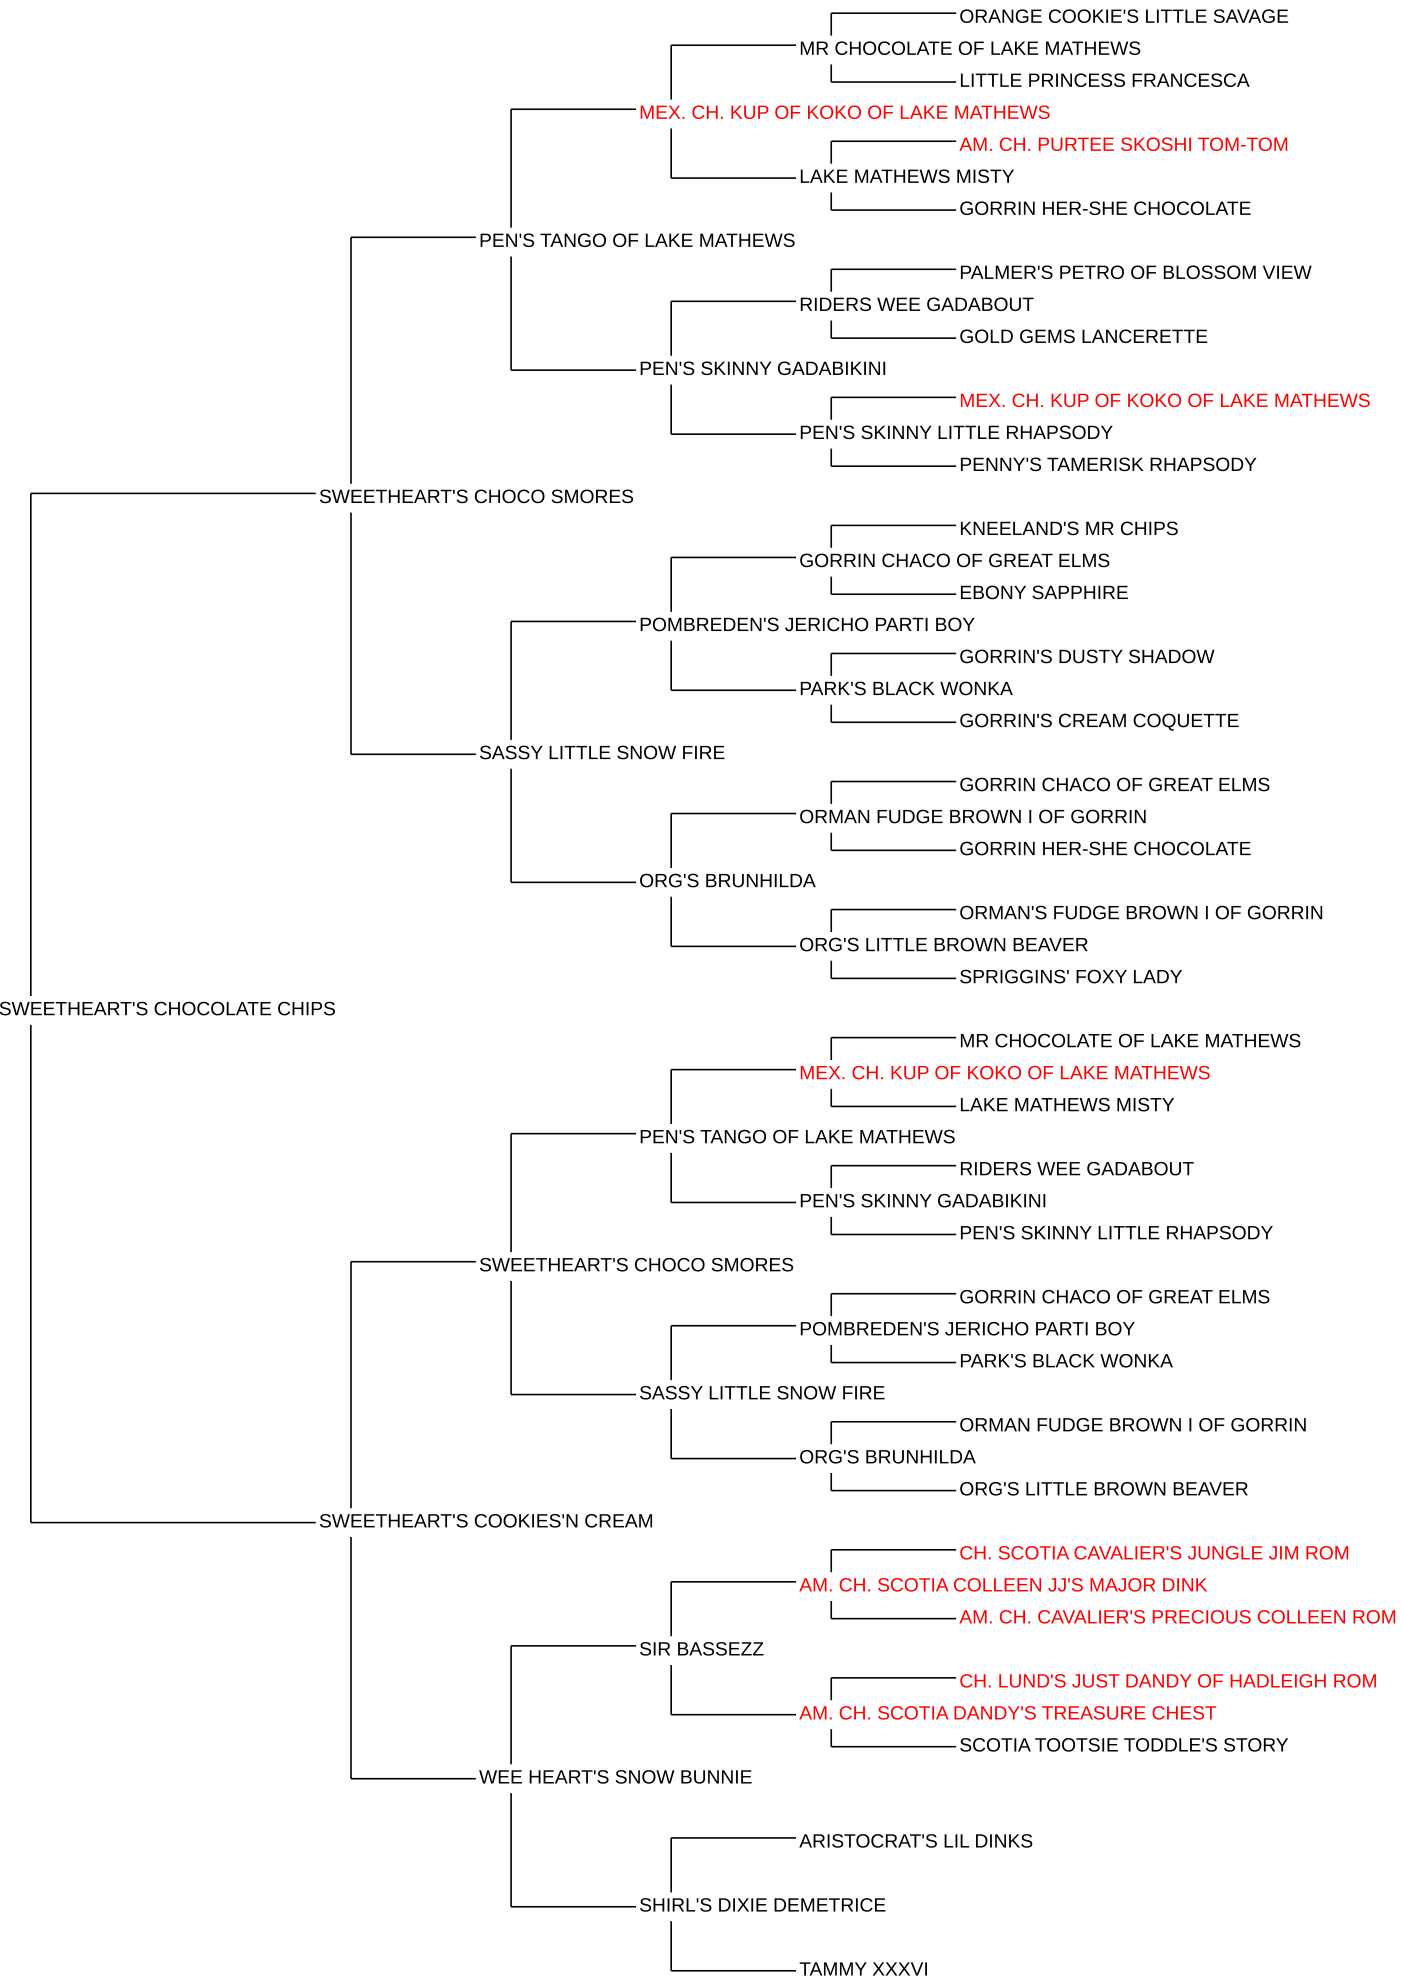 ORANGE COOKIE'S LITTLE SAVAGE
MR CHOCOLATE OF LAKE MATHEWS
LITTLE PRINCESS FRANCESCA
MEX. CH. KUP OF KOKO OF LAKE MATHEWS
AM. CH. PURTEE SKOSHI TOM-TOM
LAKE MATHEWS MISTY
GORRIN HER-SHE CHOCOLATE
PEN'S TANGO OF LAKE MATHEWS
PALMER'S PETRO OF BLOSSOM VIEW
RIDERS WEE GADABOUT
GOLD GEMS LANCERETTE
PEN'S SKINNY GADABIKINI
MEX. CH. KUP OF KOKO OF LAKE MATHEWS
PEN'S SKINNY LITTLE RHAPSODY
PENNY'S TAMERISK RHAPSODY
SWEETHEART'S CHOCO SMORES
KNEELAND'S MR CHIPS
GORRIN CHACO OF GREAT ELMS
EBONY SAPPHIRE
POMBREDEN'S JERICHO PARTI BOY
GORRIN'S DUSTY SHADOW
PARK'S BLACK WONKA
GORRIN'S CREAM COQUETTE
SASSY LITTLE SNOW FIRE
GORRIN CHACO OF GREAT ELMS
ORMAN FUDGE BROWN I OF GORRIN
GORRIN HER-SHE CHOCOLATE
ORG'S BRUNHILDA
ORMAN'S FUDGE BROWN I OF GORRIN
ORG'S LITTLE BROWN BEAVER
SPRIGGINS' FOXY LADY
SWEETHEART'S CHOCOLATE CHIPS
MR CHOCOLATE OF LAKE MATHEWS
MEX. CH. KUP OF KOKO OF LAKE MATHEWS
LAKE MATHEWS MISTY
PEN'S TANGO OF LAKE MATHEWS
RIDERS WEE GADABOUT
PEN'S SKINNY GADABIKINI
PEN'S SKINNY LITTLE RHAPSODY
SWEETHEART'S CHOCO SMORES
GORRIN CHACO OF GREAT ELMS
POMBREDEN'S JERICHO PARTI BOY
PARK'S BLACK WONKA
SASSY LITTLE SNOW FIRE
ORMAN FUDGE BROWN I OF GORRIN
ORG'S BRUNHILDA
ORG'S LITTLE BROWN BEAVER
SWEETHEART'S COOKIES'N CREAM
CH. SCOTIA CAVALIER'S JUNGLE JIM ROM
AM. CH. SCOTIA COLLEEN JJ'S MAJOR DINK
AM. CH. CAVALIER'S PRECIOUS COLLEEN ROM
SIR BASSEZZ
CH. LUND'S JUST DANDY OF HADLEIGH ROM
AM. CH. SCOTIA DANDY'S TREASURE CHEST
SCOTIA TOOTSIE TODDLE'S STORY
WEE HEART'S SNOW BUNNIE
ARISTOCRAT'S LIL DINKS
SHIRL'S DIXIE DEMETRICE
TAMMY XXXVI